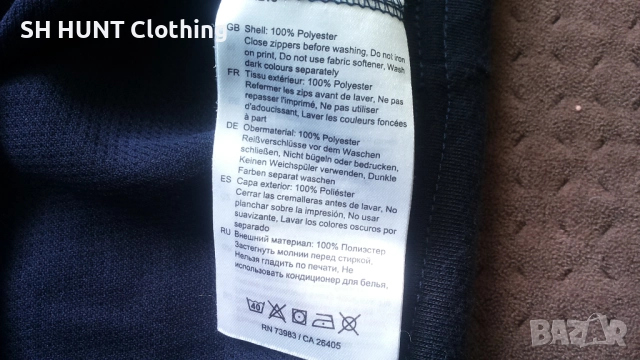 SH HUNT Clothing
GB Shell: 100% Polyester
Close zippers before washing, Do not iron
on print, Do not use fabric softener, Wash
dark colours separately
FR Tissu extérieur: 100% Polyester
Refermer les zips avant de laver, Ne pas
repasser l'imprimé, Ne pas utiliser
d'adoucissant, Laver les couleurs foncées
à part
DE Obermaterial: 100% Polyester
Reißverschlüsse vor dem Waschen
schließen, Nicht bügeln oder bedrucken,
Keinen Weichspüler verwenden, Dunkle
Farben separat waschen
ES Capa exterior: 100% Poliéster
Cerrar las cremalleras antes de lavar, No
planchar sobre la impresión, No usar
suavizante, Lavar los colores oscuros por
separado
RU Внешний материал: 100% Полиэстер
Застегнуть молнии перед стиркой,
Нельзя гладить по печати, Не
использовать кондиционер для белья,
40
RN 73983 / CA 26405
BAZAR.bg